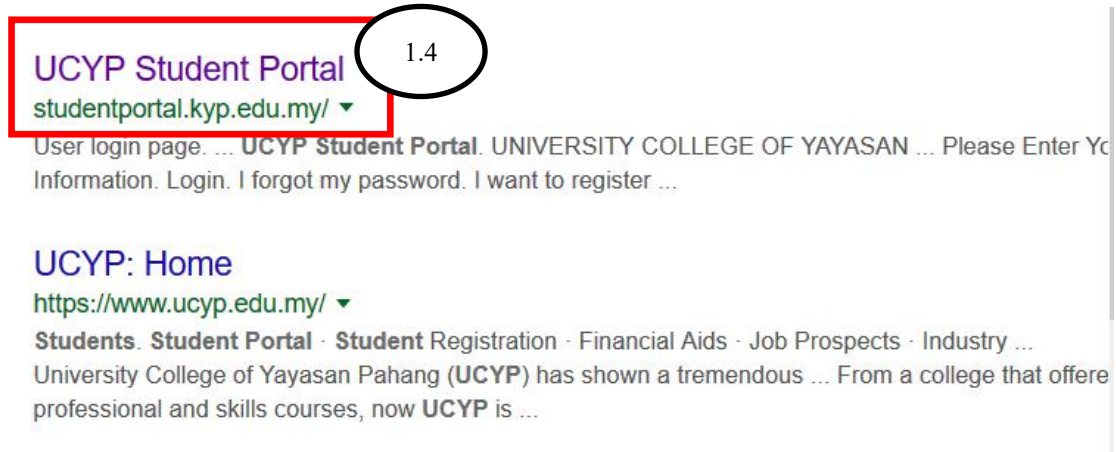 UCYP Student Portal
1.4
studentportal.kyp.edu.my/
User login page. ... UCYP Student Portal. UNIVERSITY COLLEGE OF YAYASAN ... Please Enter
Information. Login. I forgot my password. I want to register ...
UCYP: Home
https://www.ucyp.edu.my/
Students. Student Portal · Student Registration · Financial Aids · Job Prospects · Industry ...
University College of Yayasan Pahang (UCYP) has shown a tremendous ... From a college that offere
professional and skills courses, now UCYP is ...